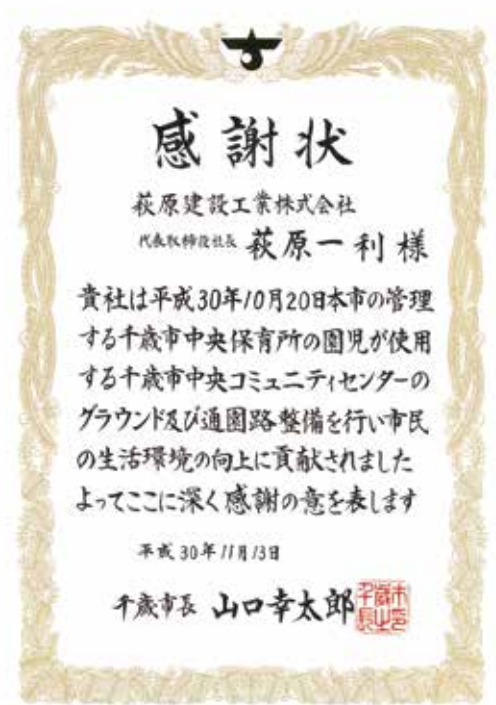 感謝状
萩原建設工業株式会社
代表取締役社長 萩原一利様
貴社は平成30年10月20日本市の管理
する千歳市中央保育所の園児が使用
する千歳市中央コミュニティセンターの
グラウンド及び通園路整備を行い市民
の生活環境の向上に貢献されました
よってここに深く感謝の意を表します
平成30年11月13日
千歳市長 山口幸太郎